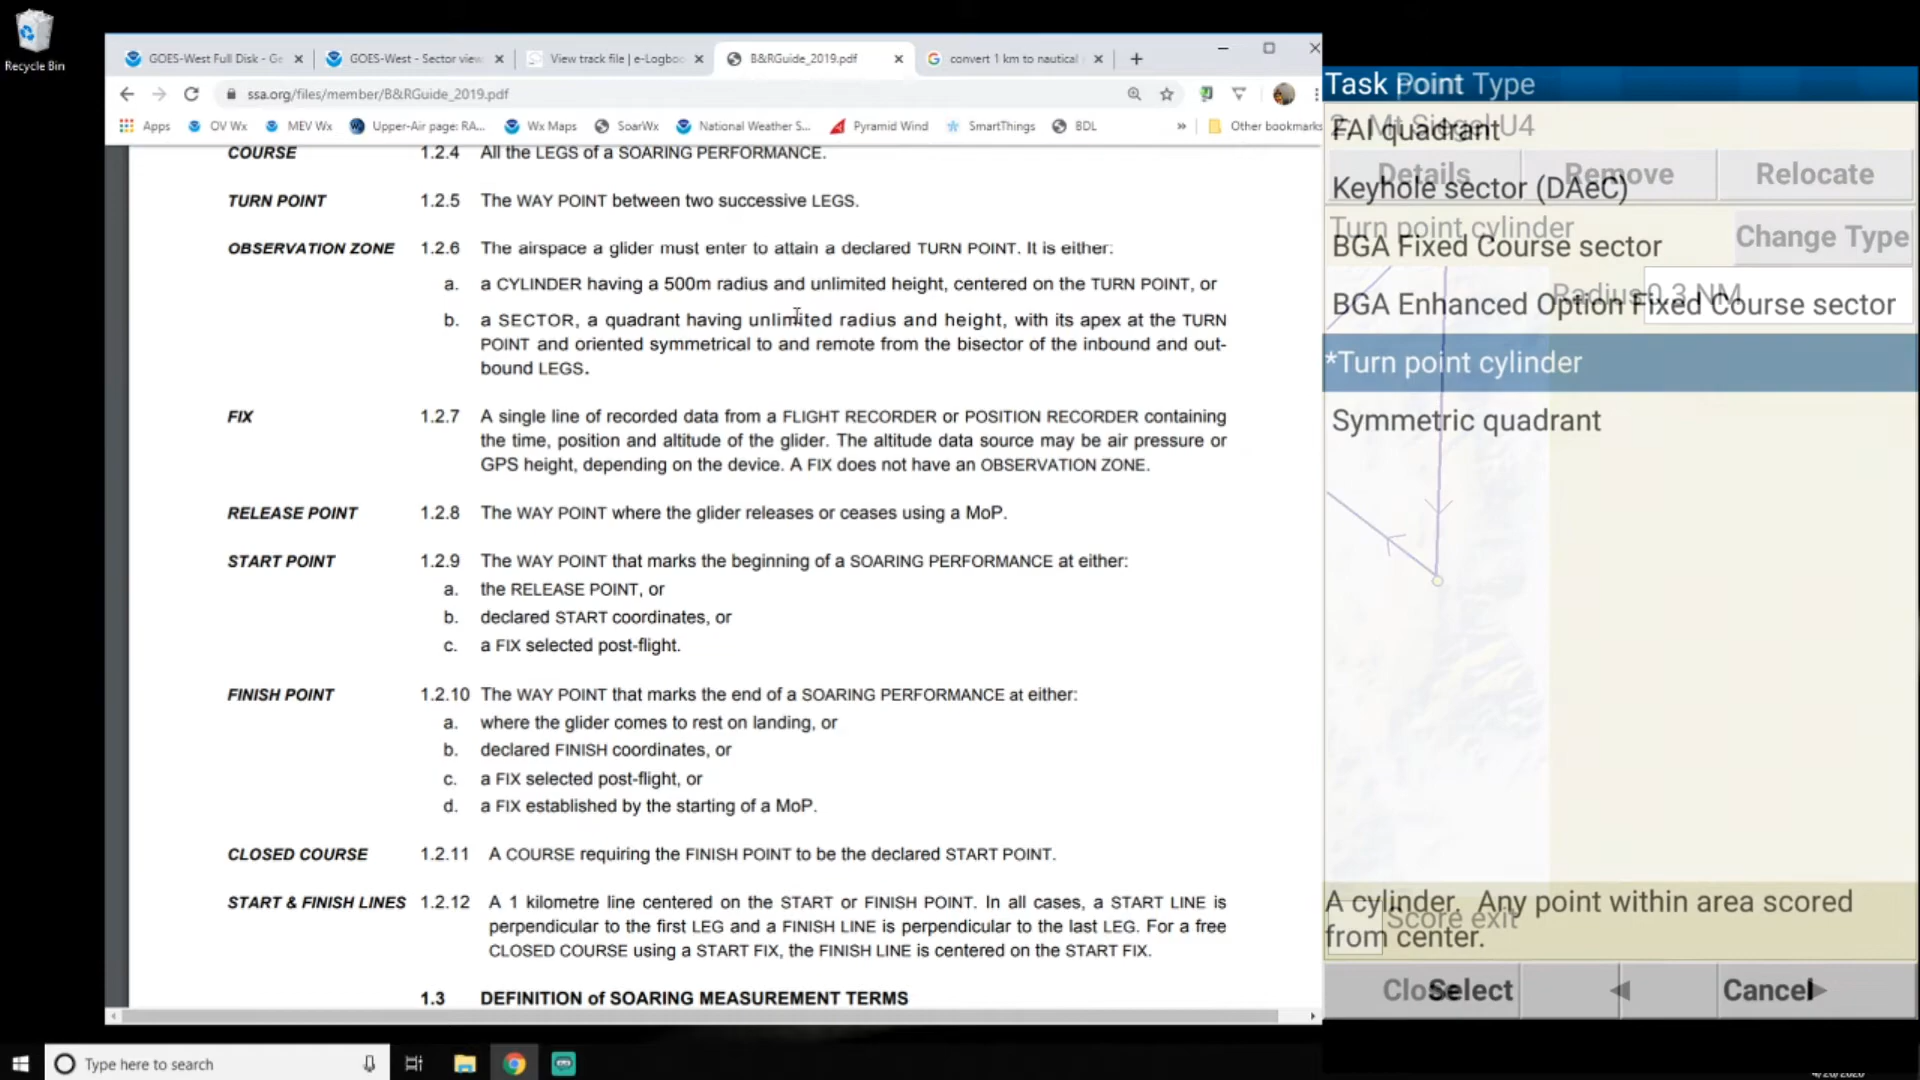 Recycle Bin
GOES-West Full Disk - Ge
GOES-West - Sector view
View track file | e-Logboo
B&RGuide_2019.pdf
convert 1 km to nautical
ssa.org/files/member/B&RGuide_2019.pdf
Apps
OV Wx
MEV Wx
Upper-Air page: RA...
Wx Maps
SoarWx
National Weather S...
Pyramid Wind
SmartThings
BDL
»
Other bookmarks
COURSE 1.2.4 All the LEGS of a SOARING PERFORMANCE.
TURN POINT 1.2.5 The WAY POINT between two successive LEGS.
OBSERVATION ZONE 1.2.6 The airspace a glider must enter to attain a declared TURN POINT. It is either:
a. a CYLINDER having a 500m radius and unlimited height, centered on the TURN POINT, or
b. a SECTOR, a quadrant having unlimited radius and height, with its apex at the TURN
POINT and oriented symmetrical to and remote from the bisector of the inbound and out-
bound LEGS.
FIX 1.2.7 A single line of recorded data from a FLIGHT RECORDER or POSITION RECORDER containing
the time, position and altitude of the glider. The altitude data source may be air pressure or
GPS height, depending on the device. A FIX does not have an OBSERVATION ZONE.
RELEASE POINT 1.2.8 The WAY POINT where the glider releases or ceases using a MoP.
START POINT 1.2.9 The WAY POINT that marks the beginning of a SOARING PERFORMANCE at either:
a. the RELEASE POINT, or
b. declared START coordinates, or
c. a FIX selected post-flight.
FINISH POINT 1.2.10 The WAY POINT that marks the end of a SOARING PERFORMANCE at either:
a. where the glider comes to rest on landing, or
b. declared FINISH coordinates, or
c. a FIX selected post-flight, or
d. a FIX established by the starting of a MoP.
CLOSED COURSE 1.2.11 A COURSE requiring the FINISH POINT to be the declared START POINT.
START & FINISH LINES 1.2.12 A 1 kilometre line centered on the START or FINISH POINT. In all cases, a START LINE is
perpendicular to the first LEG and a FINISH LINE is perpendicular to the last LEG. For a free
CLOSED COURSE using a START FIX, the FINISH LINE is centered on the START FIX.
1.3 DEFINITION of SOARING MEASUREMENT TERMS
Type here to search
Task Point Type
FAI quadrant
Mt Siegel U4
Details
Remove
Relocate
Keyhole sector (DAeC)
Turn point cylinder
Change Type
BGA Fixed Course sector
Radius
0.3 NM
BGA Enhanced Option Fixed Course sector
*Turn point cylinder
Symmetric quadrant
A cylinder. Any point within area scored
from center.
Score exit
Select
Cancel